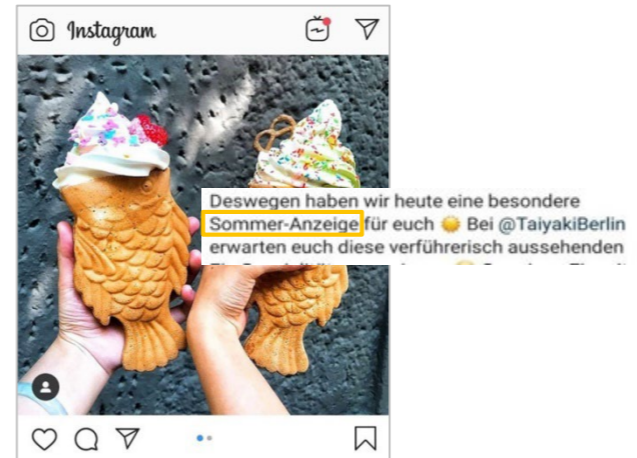 Instagram
Deswegen haben wir heute eine besondere
Sommer-Anzeige für euch ☀️ Bei @TaiyakiBerlin
erwarten euch diese verführerisch aussehenden